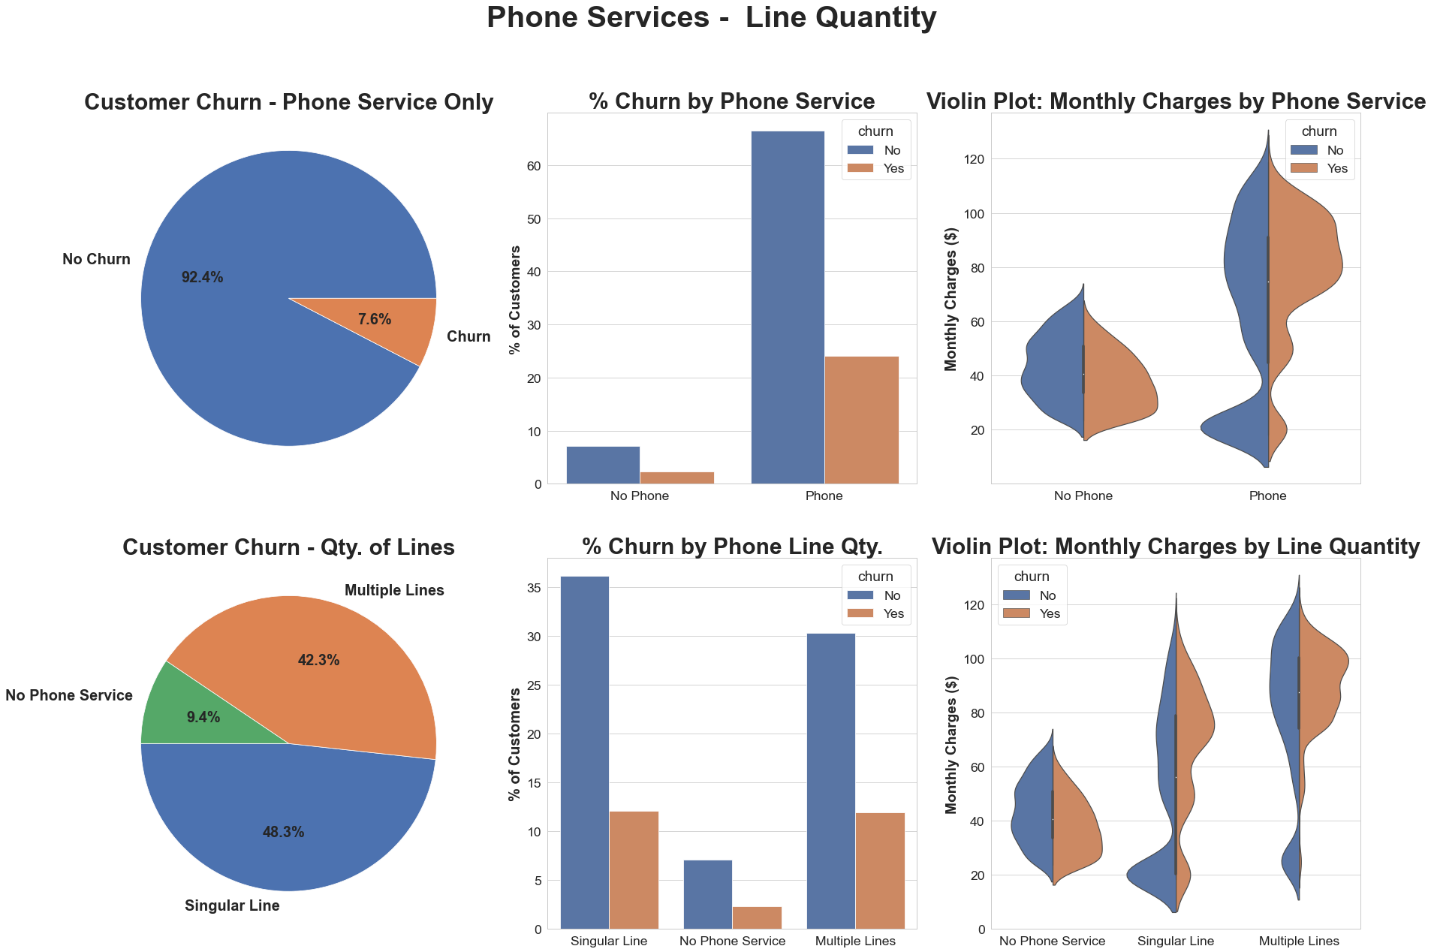 Phone Services -  Line Quantity
Customer Churn - Phone Service Only
No Churn
92.4%
7.6%
Churn
% Churn by Phone Service
churn
No
Yes
% of Customers
60
50
40
30
20
10
0
No Phone
Phone
Violin Plot: Monthly Charges by Phone Service
churn
No
Yes
Monthly Charges ($)
120
100
80
60
40
20
No Phone
Phone
Customer Churn - Qty. of Lines
Multiple Lines
42.3%
No Phone Service
9.4%
48.3%
Singular Line
% Churn by Phone Line Qty.
churn
No
Yes
% of Customers
35
30
25
20
15
10
5
0
Singular Line
No Phone Service
Multiple Lines
Violin Plot: Monthly Charges by Line Quantity
churn
No
Yes
Monthly Charges ($)
120
100
80
60
40
20
0
No Phone Service
Singular Line
Multiple Lines